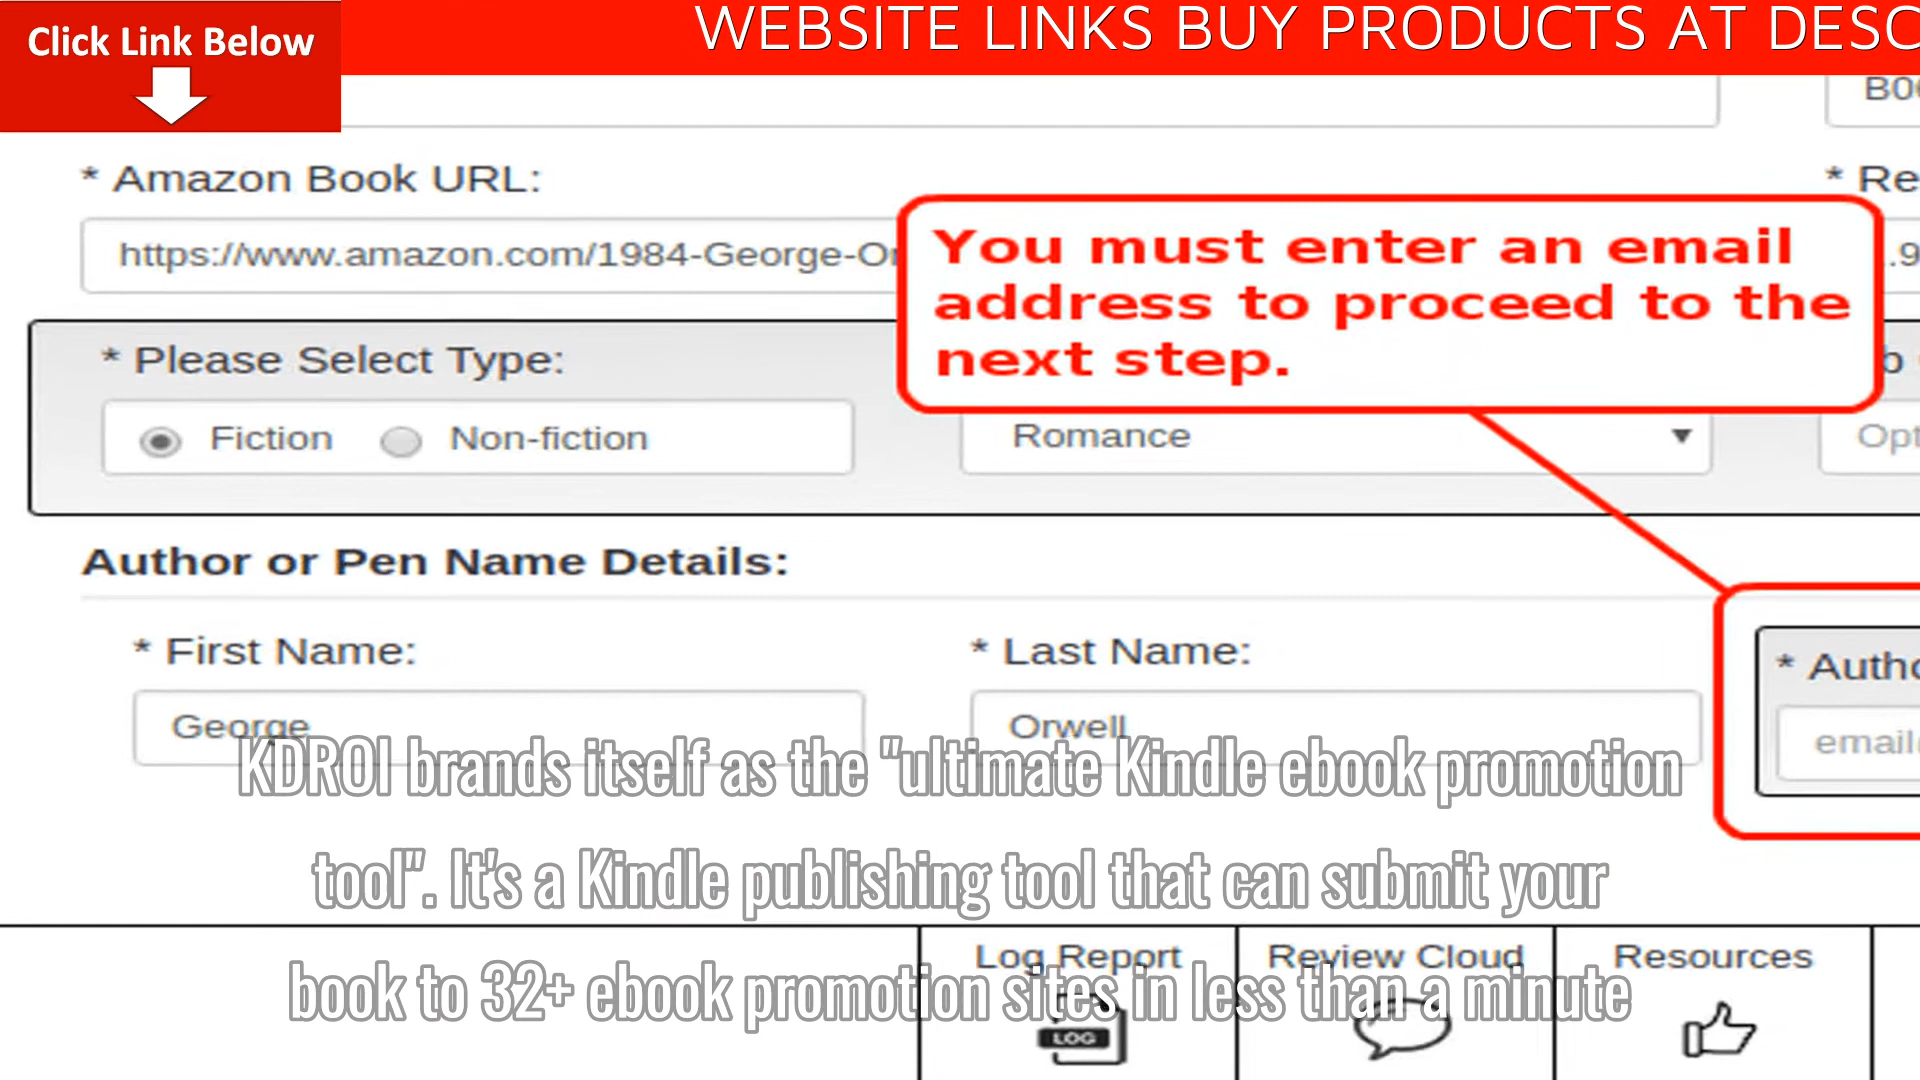 Click Link Below
WEBSITE LINKS BUY PRODUCTS AT DESC
B0
* Amazon Book URL:
* Re
https://www.amazon.com/1984-George-Or
.9
You must enter an email
address to proceed to the
next step.
* Please Select Type:
Fiction Non-fiction
Romance
Opt
Author or Pen Name Details:
* First Name:
* Last Name:
* Autho
George
Orwell
email
KDROI brands itself as the "ultimate Kindle ebook promotion
tool". It's a Kindle publishing tool that can submit your
book to 32+ ebook promotion sites in less than a minute
Log Report
Review Cloud
Resources
LOG